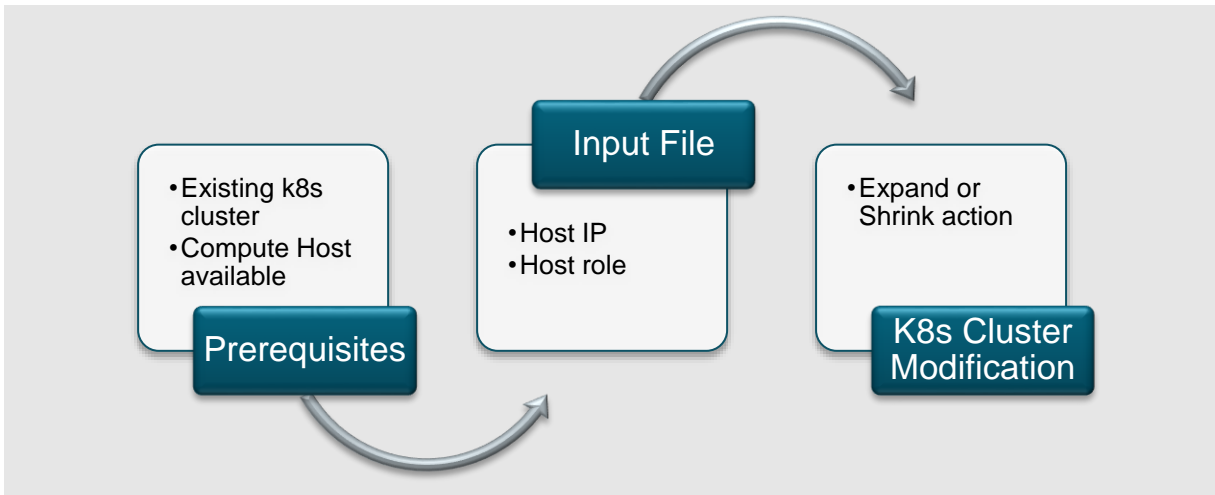 •Existing k8s
cluster
•Compute Host
available
Prerequisites
Input File
•Host IP
•Host role
•Expand or
Shrink action
K8s Cluster
Modification